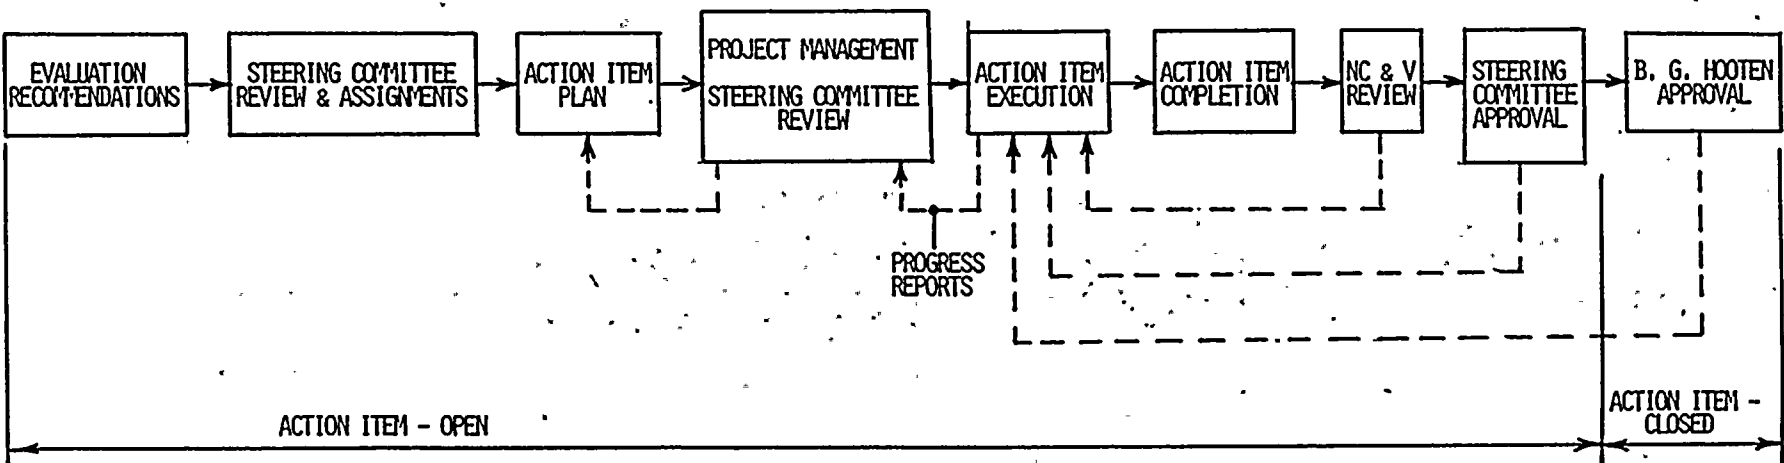 EVALUATION
RECOMMENDATIONS
STEERING COMMITTEE
REVIEW & ASSIGNMENTS
ACTION ITEM
PLAN
PROJECT MANAGEMENT
STEERING COMMITTEE
REVIEW
ACTION ITEM
EXECUTION
ACTION ITEM
COMPLETION
NC & V
REVIEW
STEERING
COMMITTEE
APPROVAL
B. G. HOOTEN
APPROVAL
PROGRESS
REPORTS
ACTION ITEM - OPEN
ACTION ITEM -
CLOSED